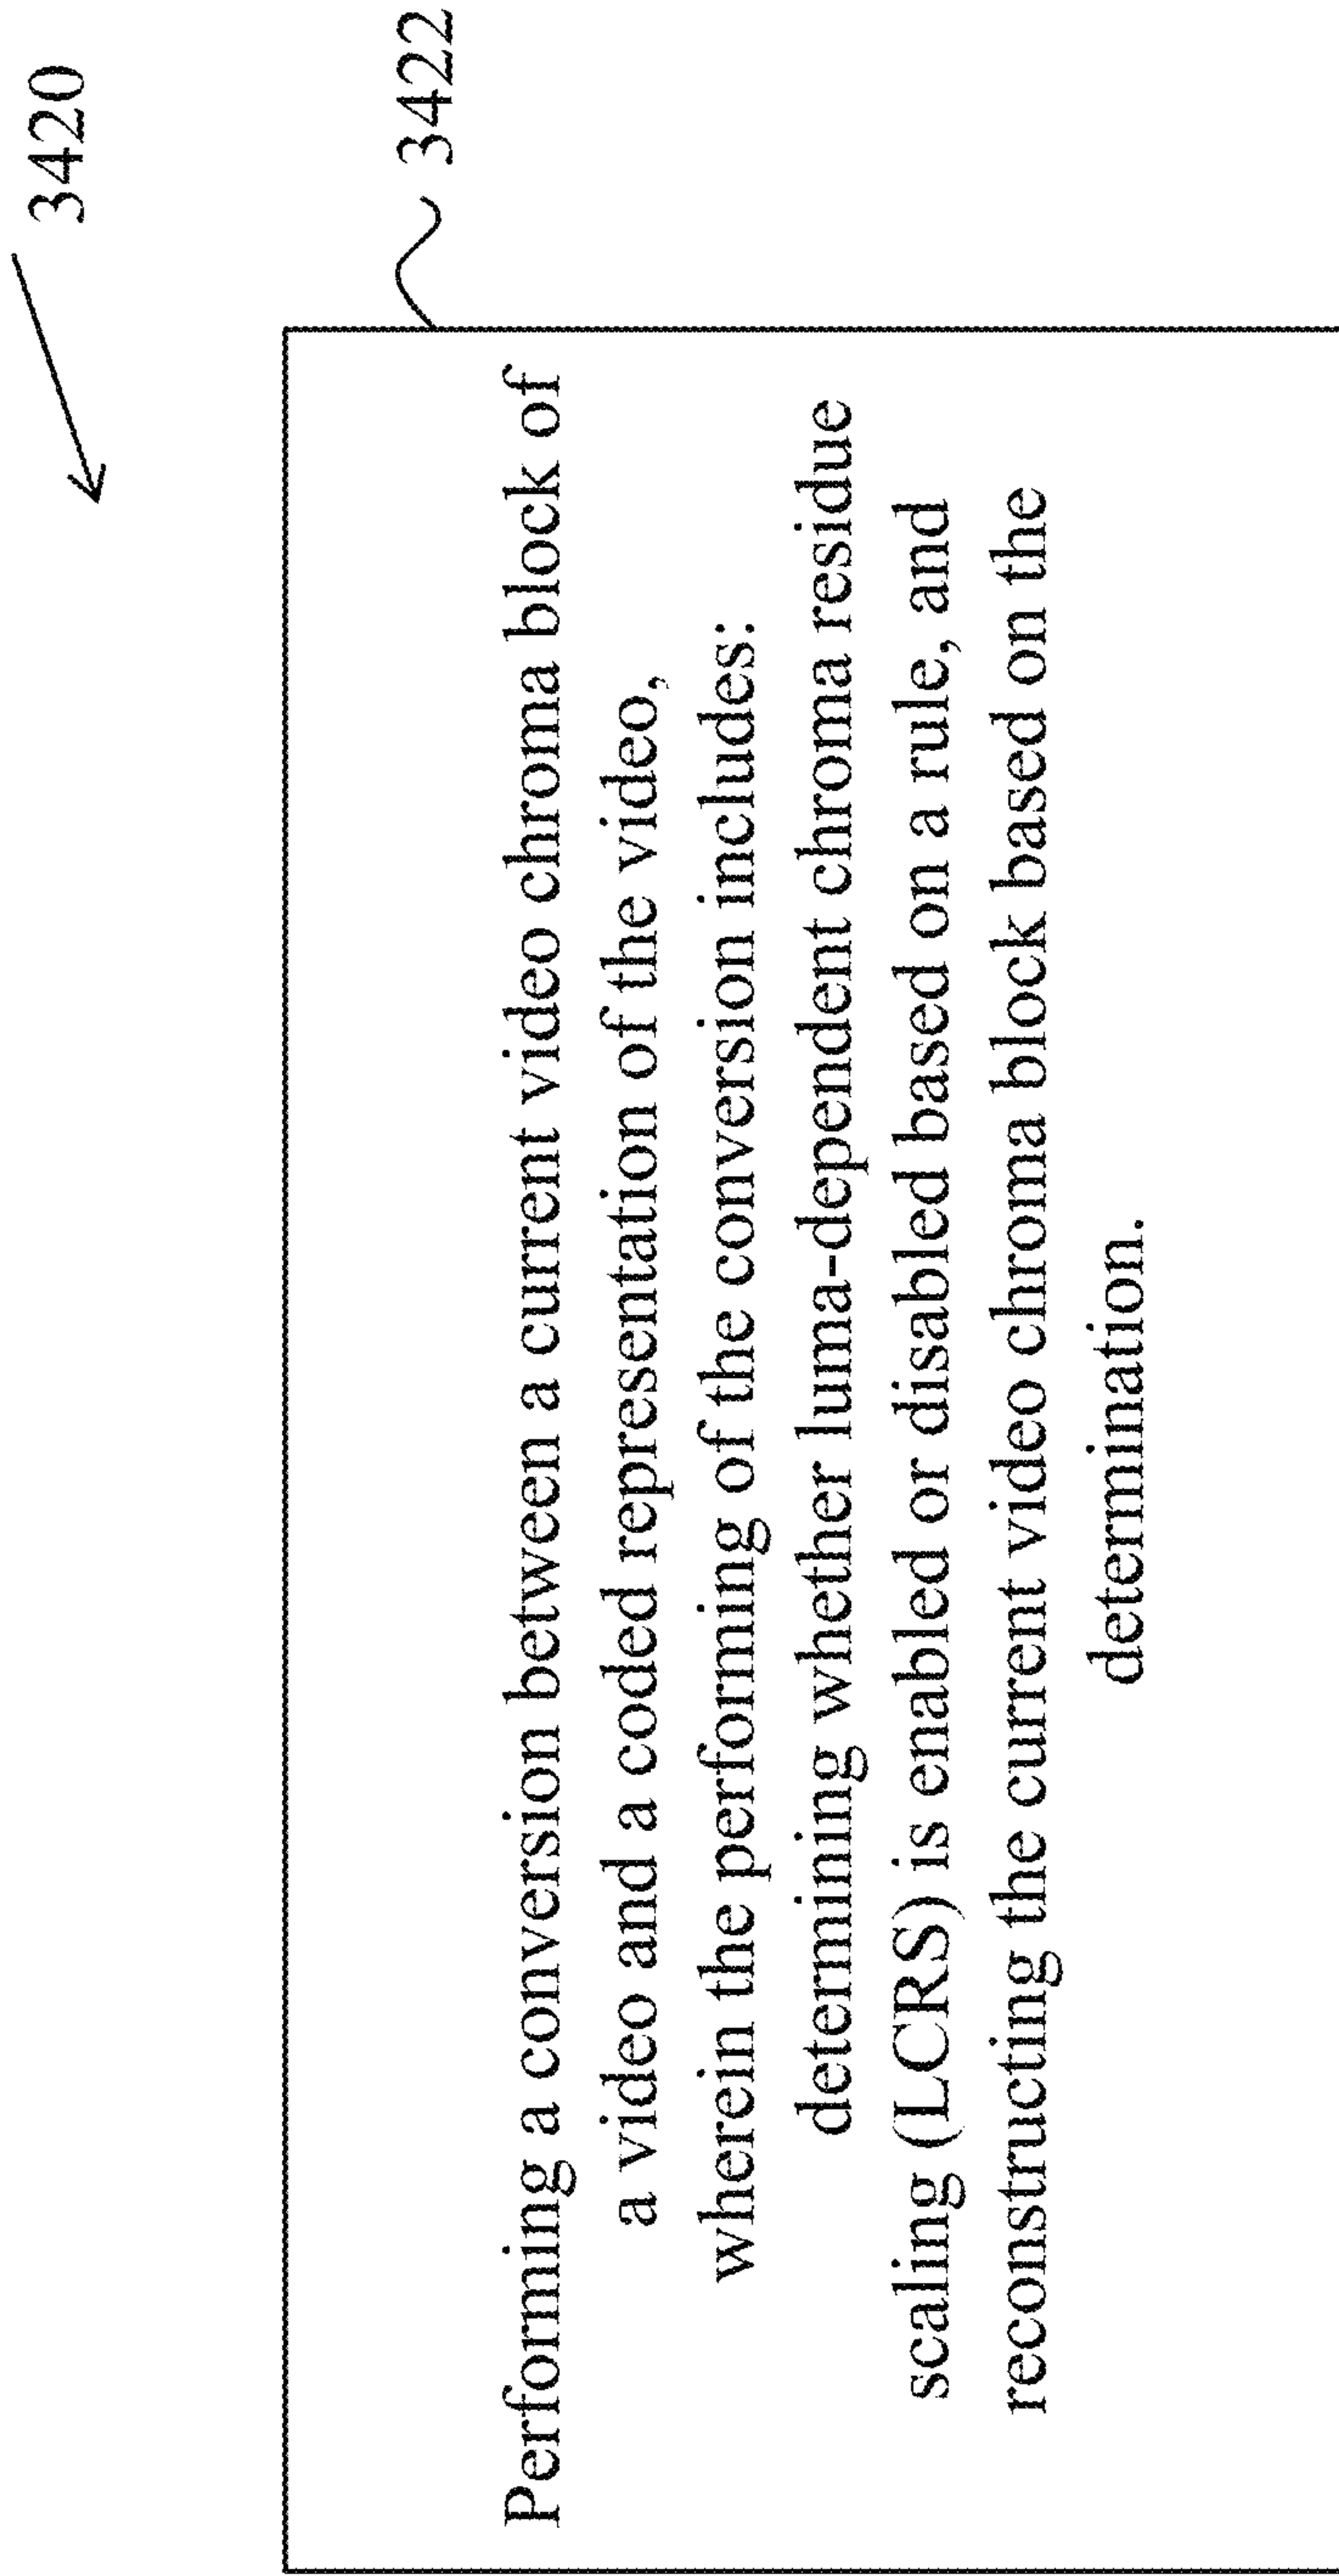 3420
3422
Performing a conversion between a current video chroma block of
a video and a coded representation of the video,
wherein the performing of the conversion includes:
determining whether luma-dependent chroma residue
scaling (LCRS) is enabled or disabled based on a rule, and
reconstructing the current video chroma block based on the
determination.